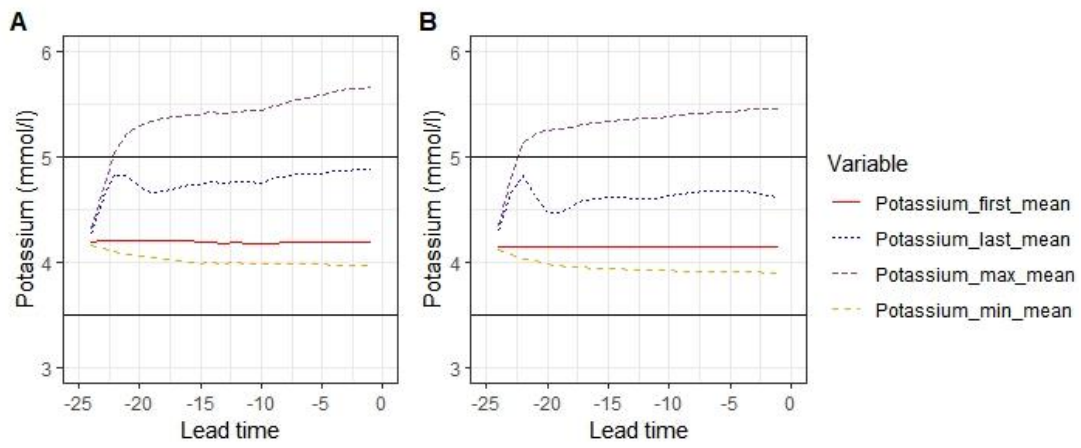 A
B
6
5
4
3
Potassium (mmol/l)
-25 -20 -15 -10 -5 0
Lead time
6
5
4
3
Potassium (mmol/l)
-25 -20 -15 -10 -5 0
Lead time
Variable
Potassium_first_mean
Potassium_last_mean
Potassium_max_mean
Potassium_min_mean